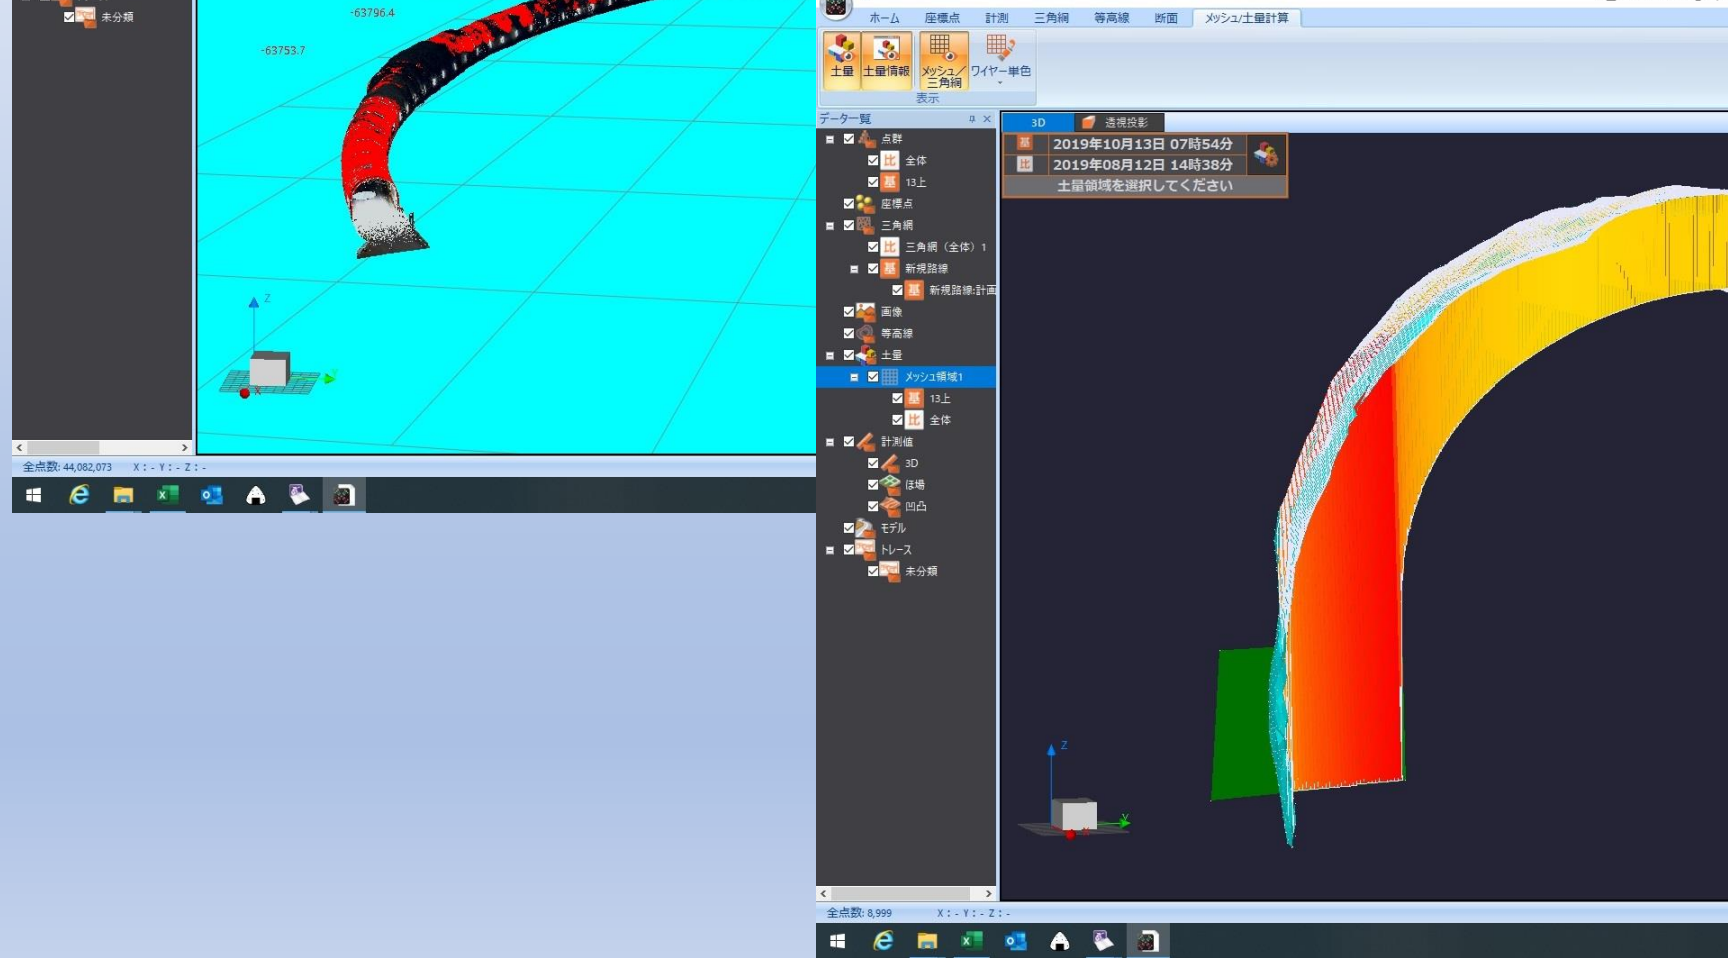 未分類
-63796.4
-63753.7
Z
Y
X
全点数: 44,082,073 X : - Y : - Z : -
ホーム 座標点 計測 三角網 等高線 断面 メッシュ/土量計算
土量 土量情報 メッシュ/三角網 ワイヤー単色
表示
データ一覧
3D 透視投影
基 2019年10月13日 07時54分
比 2019年08月12日 14時38分
土量領域を選択してください
点群
比 全体
基 13上
座標点
三角網
比 三角網（全体）1
基 新規路線
基 新規路線:計画
画像
等高線
土量
メッシュ領域1
基 13上
比 全体
計測値
3D
ほ場
凹凸
モデル
トレース
未分類
Z
Y
X
全点数: 8,999 X : - Y : - Z : -